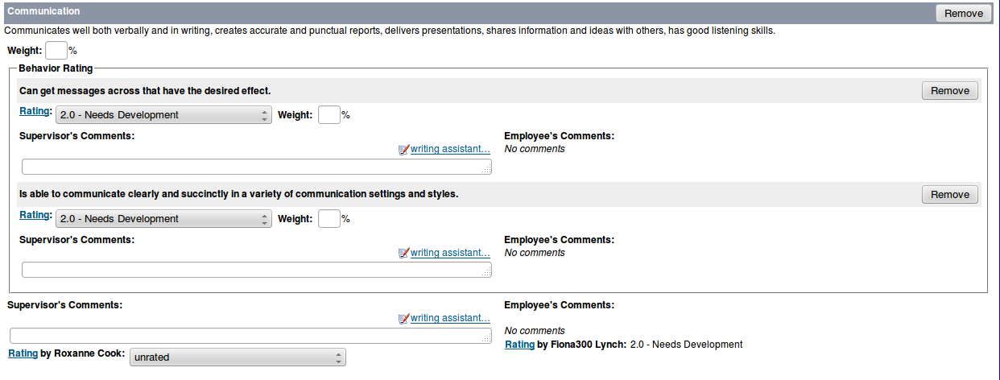 Communication Remove
Communicates well both verbally and in writing, creates accurate and punctual reports, delivers presentations, shares information and ideas with others, has good listening skills.
Weight: %
Behavior Rating
Can get messages across that have the desired effect. Remove
Rating: 2.0 - Needs Development Weight: %
Supervisor's Comments: Employee's Comments:
writing assistant... No comments
Is able to communicate clearly and succinctly in a variety of communication settings and styles. Remove
Rating: 2.0 - Needs Development Weight: %
Supervisor's Comments: Employee's Comments:
writing assistant... No comments
Supervisor's Comments: Employee's Comments:
writing assistant...
No comments
Rating by Fiona300 Lynch: 2.0 - Needs Development
Rating by Roxanne Cook: unrated